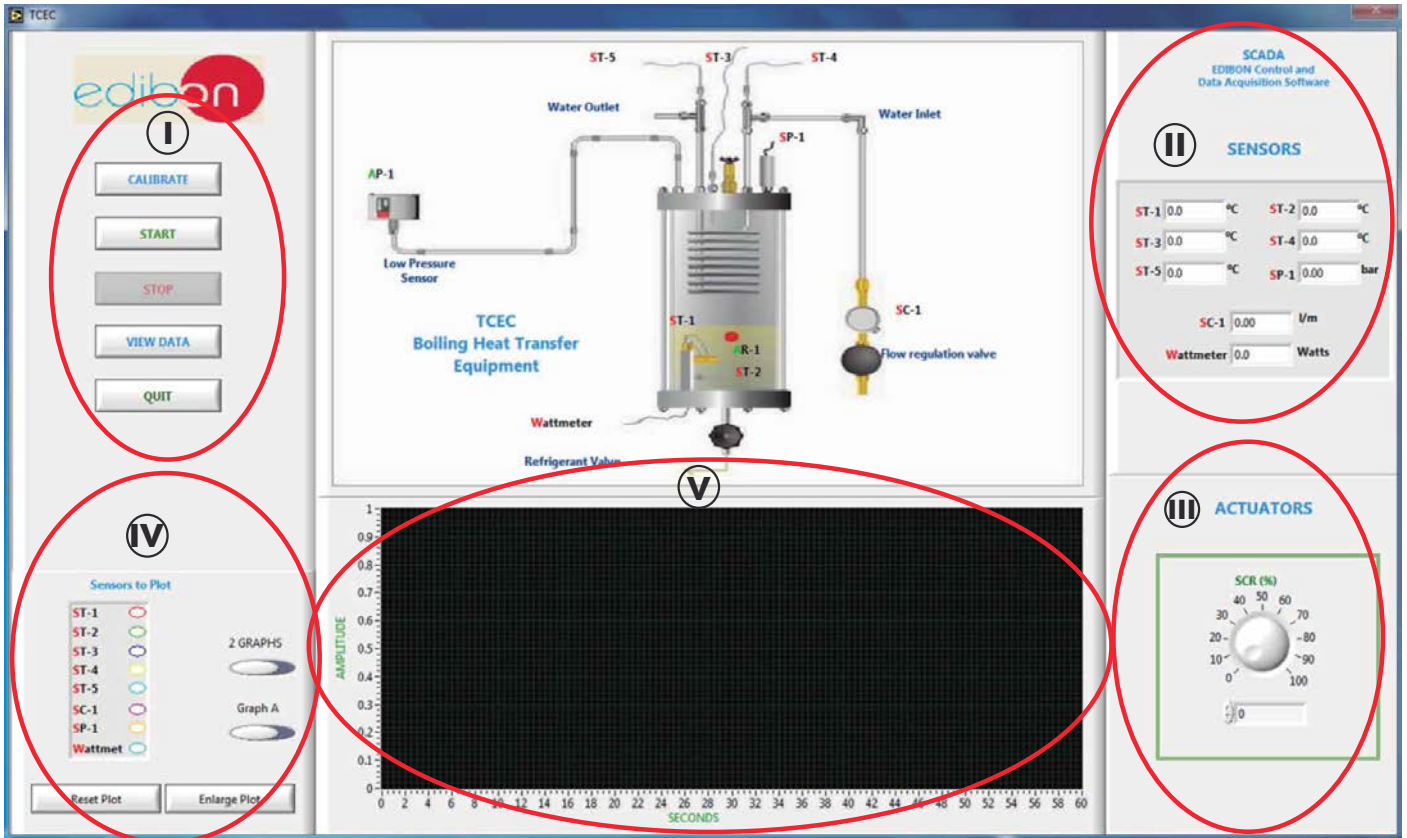 TCEC
edibon
I
CALIBRATE
START
STOP
VIEW DATA
QUIT
ST-5
ST-3
ST-4
Water Outlet
Water Inlet
SP-1
AP-1
Low Pressure
Sensor
TCEC
Boiling Heat Transfer
Equipment
ST-1
AR-1
ST-2
SC-1
Flow regulation valve
Wattmeter
Refrigerant Valve
SCADA
EDIBON Control and
Data Acquisition Software
II
SENSORS
ST-1 0.0 ºC ST-2 0.0 ºC
ST-3 0.0 ºC ST-4 0.0 ºC
ST-5 0.0 ºC SP-1 0.00 bar
SC-1 0.00 l/m
Wattmeter 0.0 Watts
IV
Sensors to Plot
ST-1
ST-2
ST-3
ST-4
ST-5
SC-1
SP-1
Wattmet
2 GRAPHS
Graph A
Reset Plot
Enlarge Plot
V
AMPLITUDE
1
0.9
0.8
0.7
0.6
0.5
0.4
0.3
0.2
0.1
0
0 2 4 6 8 10 12 14 16 18 20 22 24 26 28 30 32 34 36 38 40 42 44 46 48 50 52 54 56 58 60
SECONDS
III
ACTUATORS
SCR (%)
0 10 20 30 40 50 60 70 80 90 100
0